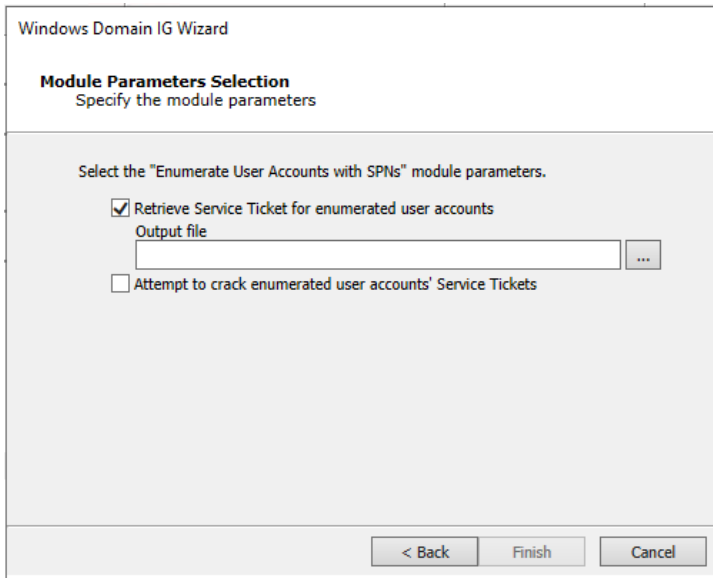 Windows Domain IG Wizard
Module Parameters Selection
Specify the module parameters
Select the "Enumerate User Accounts with SPNs" module parameters.
Retrieve Service Ticket for enumerated user accounts
Output file
...
Attempt to crack enumerated user accounts' Service Tickets
< Back
Finish
Cancel